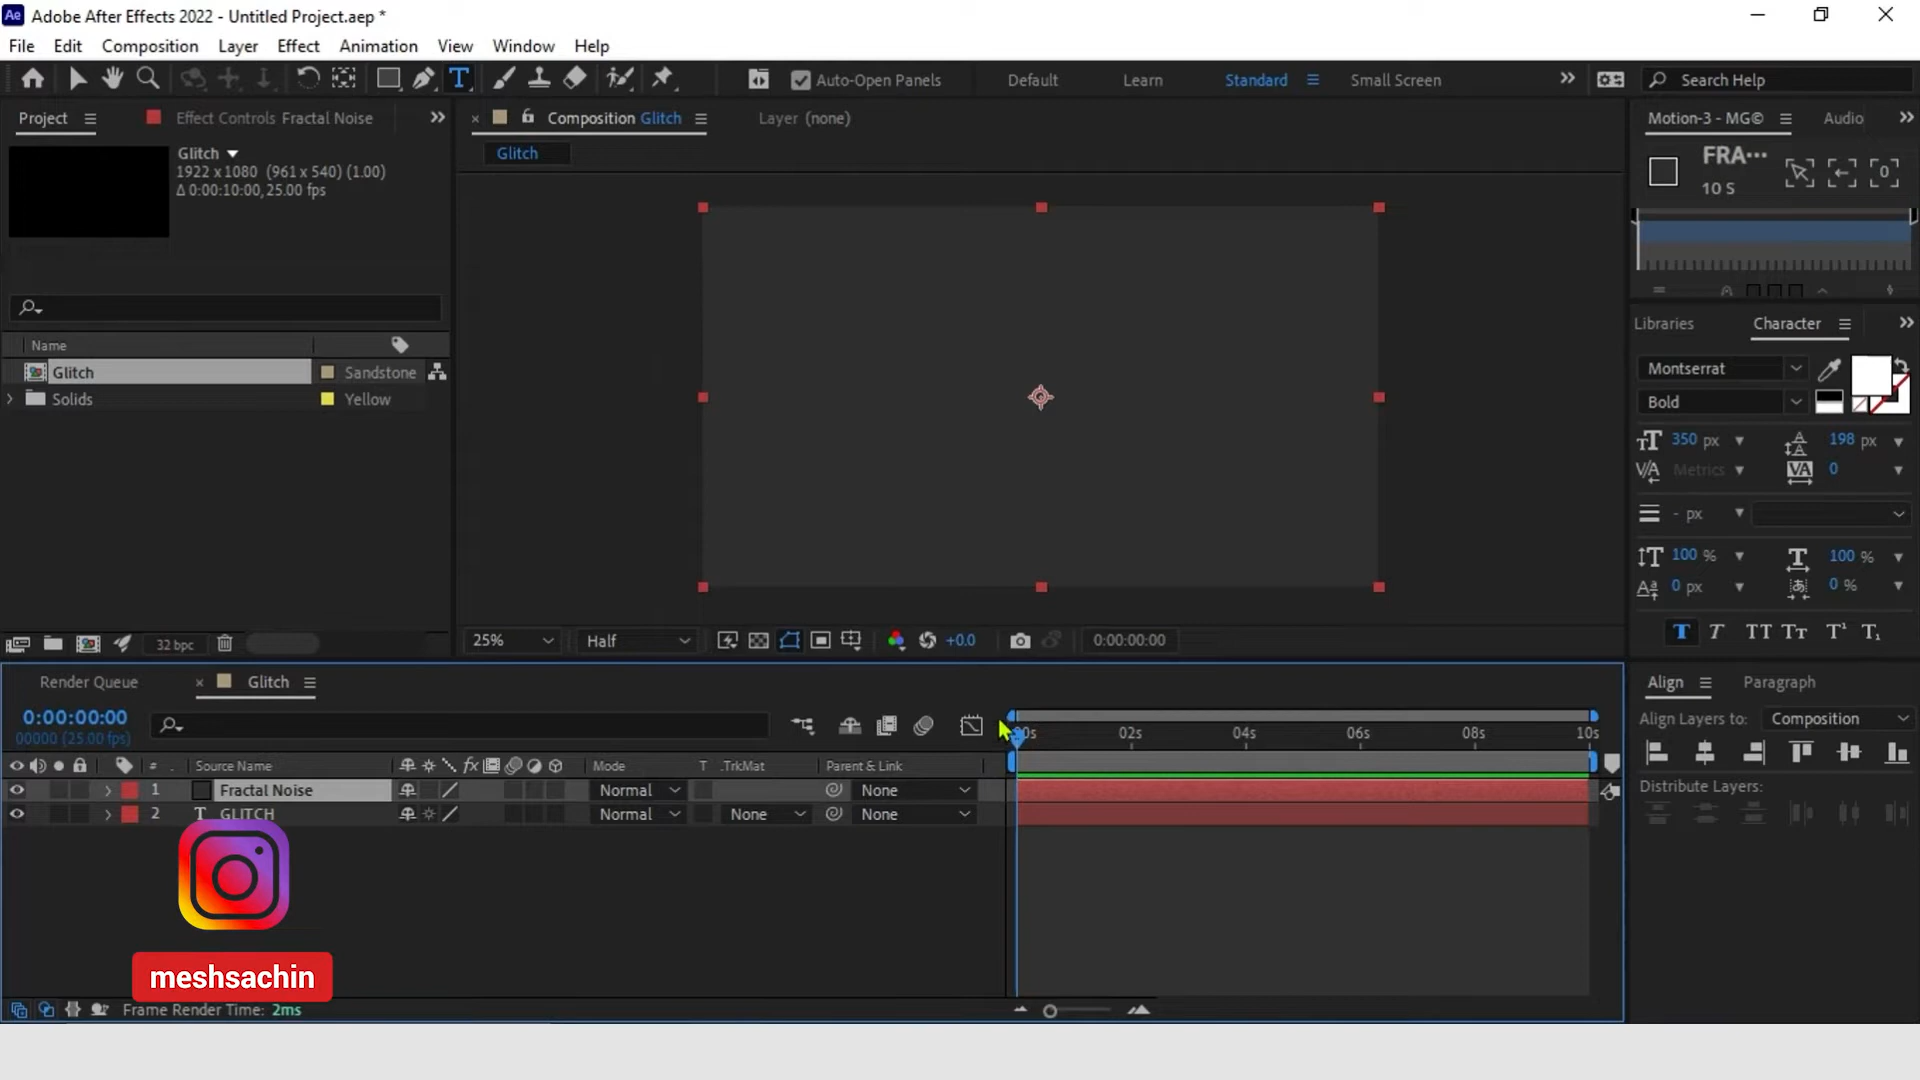 Ae Adobe After Effects 2022 - Untitled Project.aep *
File Edit Composition Layer Effect Animation View Window Help
T Auto-Open Panels Default Learn Standard Small Screen Search Help
Project Effect Controls Fractal Noise Composition Glitch Layer (none) Motion-3 - MG© Audio
Glitch
1922 x 1080 (961 x 540) (1.00)
Δ 0:00:10:00, 25.00 fps
Glitch
FRA···
10 S
0
Name
Glitch Sandstone
Solids Yellow
Libraries Character
Montserrat
Bold
350 px 198 px
Metrics 0
- px
100 % 100 %
0 px 0 %
T T TT Tт T¹ T₁
32 bpc
25% Half +0.0 0:00:00:00
Render Queue Glitch
Align Paragraph
0:00:00:00
00000 (25.00 fps)
Align Layers to: Composition
00s 02s 04s 06s 08s 10s
# Source Name fx Mode T .TrkMat Parent & Link
1 Fractal Noise Normal None
2 T GLITCH Normal None None
Distribute Layers:
meshsachin
Frame Render Time: 2ms